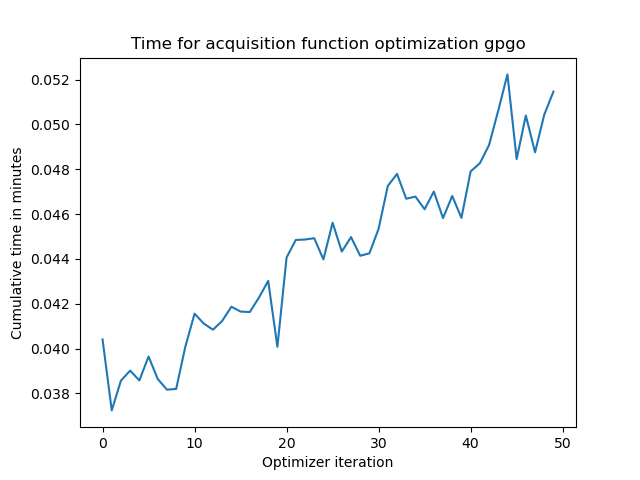 Time for acquisition function optimization gpgo
0.052
0.050
0.048
0.046
0.044
0.042
0.040
0.038
Cumulative time in minutes
0 10 20 30 40 50
Optimizer iteration